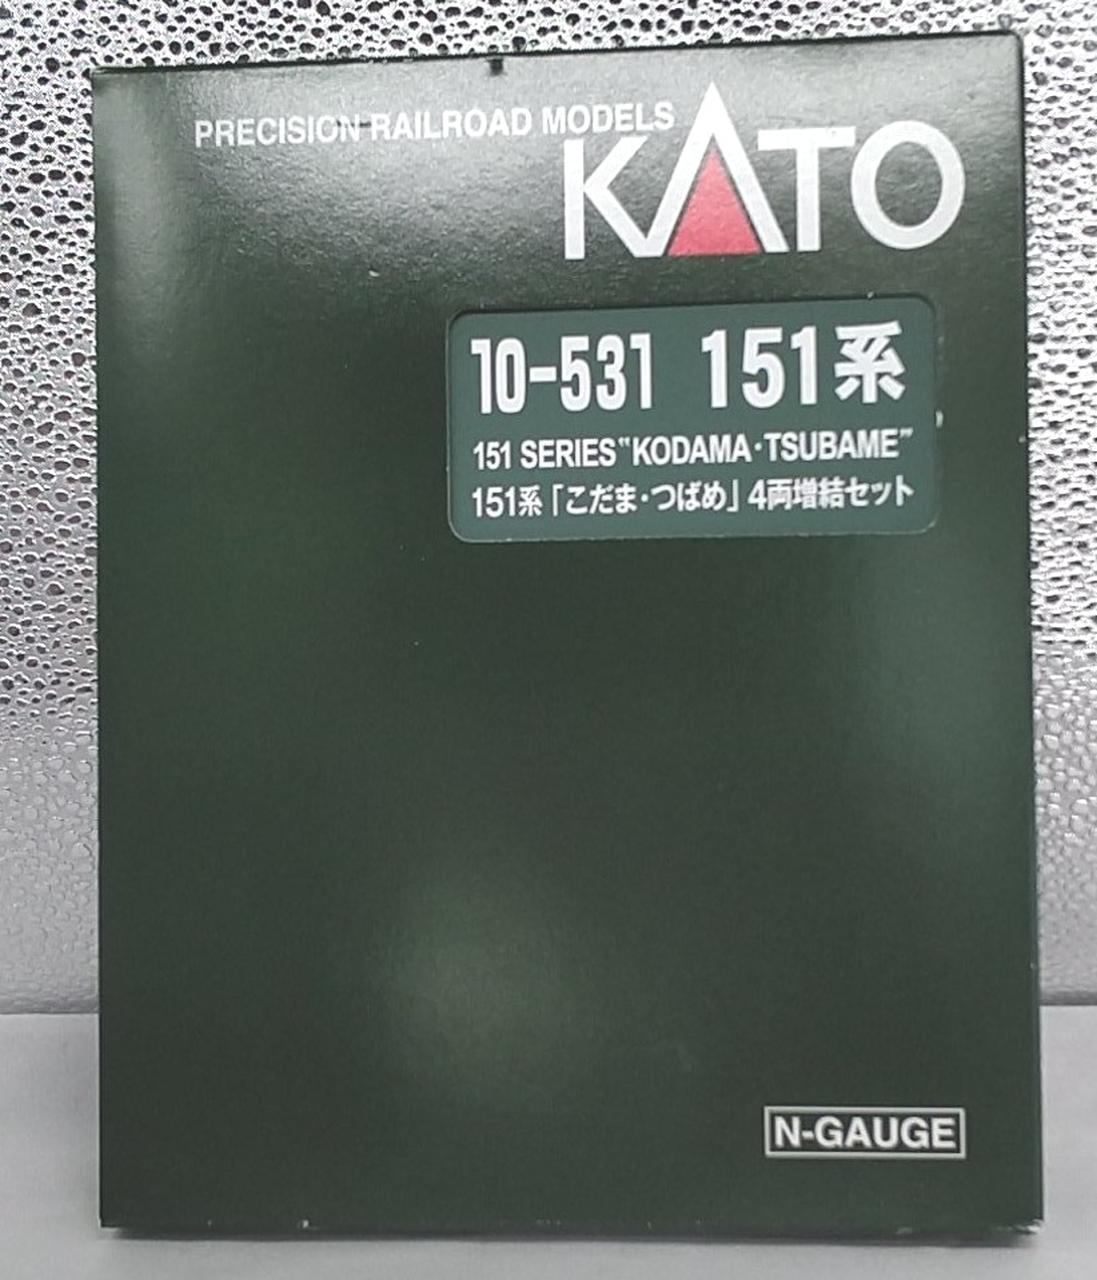 PRECISION RAILROAD MODELS
KATO
10-531 151系
151 SERIES "KODAMA・TSUBAME"
151系「こだま・つばめ」4両増結セット
N-GAUGE